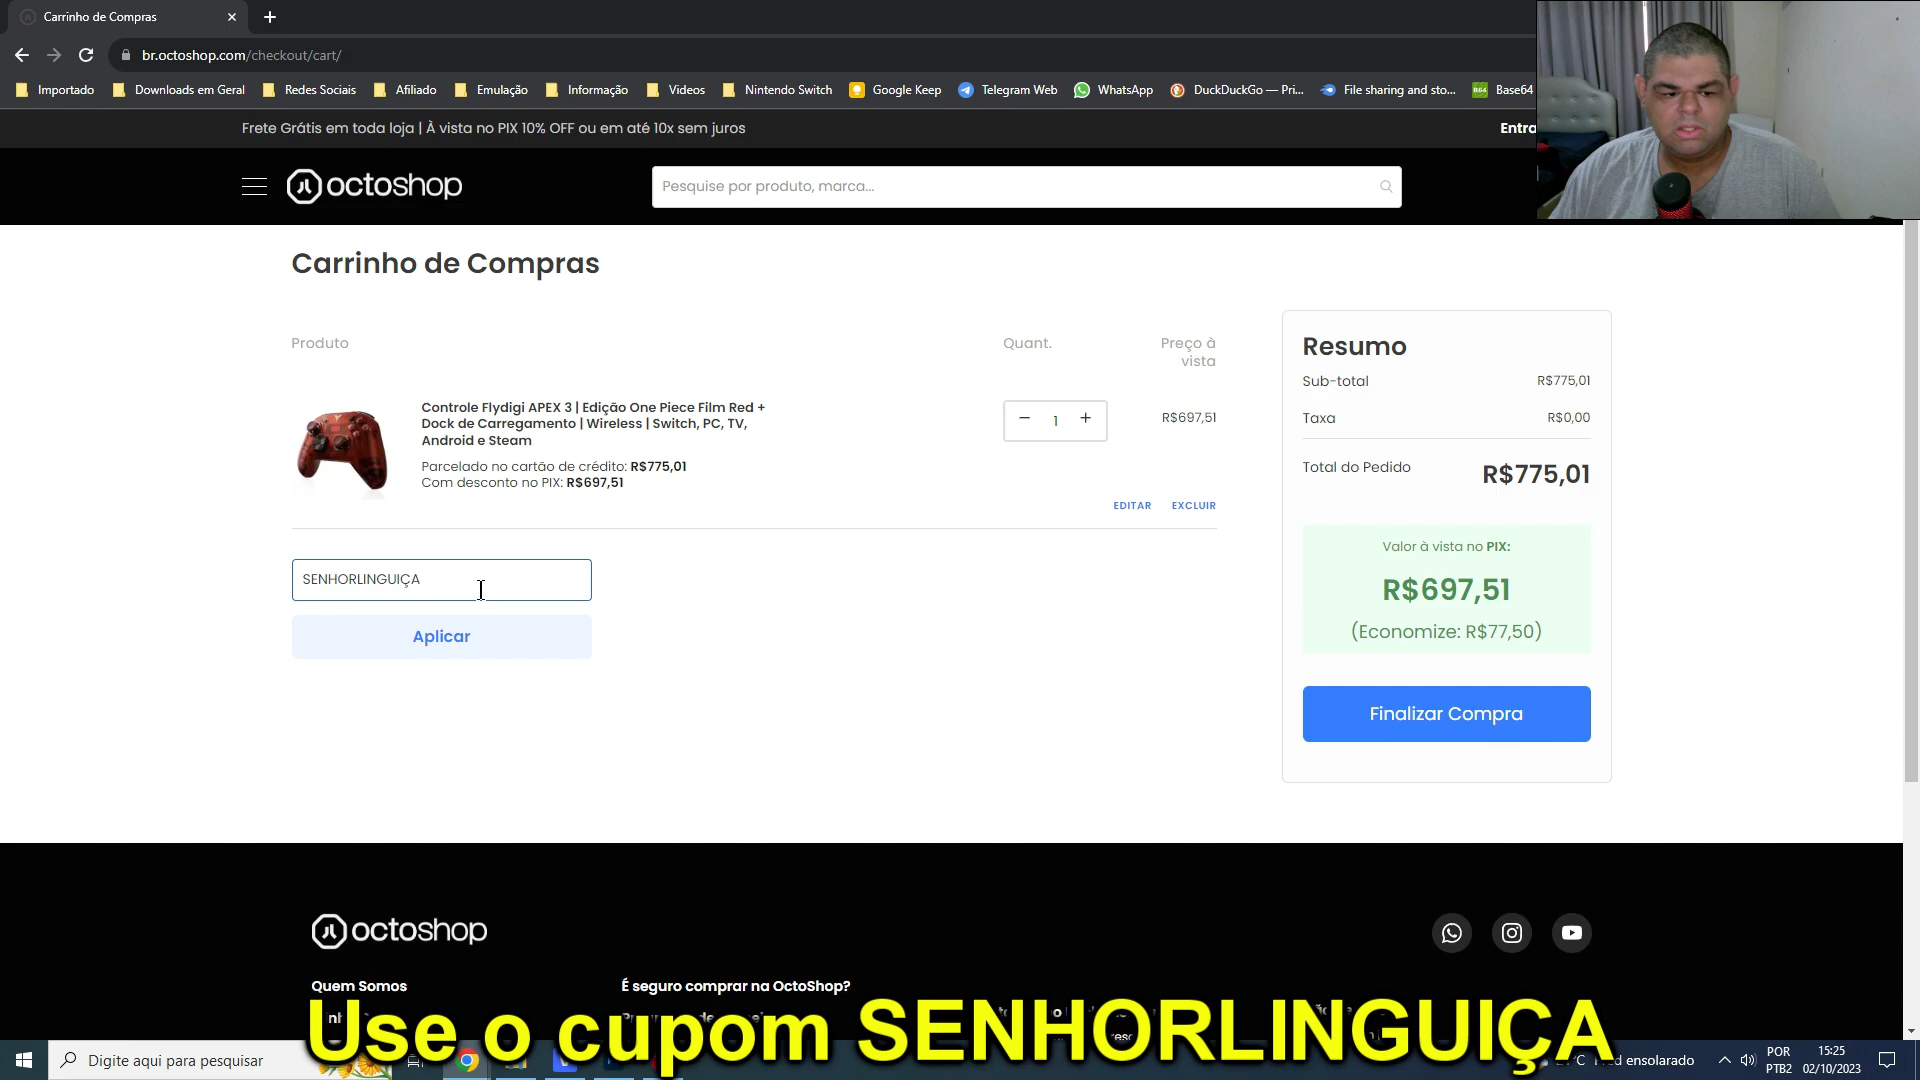 Carrinho de Compras
br.octoshop.com/checkout/cart/
Importado
Downloads em Geral
Redes Sociais
Afiliado
Emulação
Informação
Videos
Nintendo Switch
Google Keep
Telegram Web
WhatsApp
DuckDuckGo — Pri...
File sharing and sto...
Base64
Frete Grátis em toda loja | À vista no PIX 10% OFF ou em até 10x sem juros
Entra
octoshop
Pesquise por produto, marca...
Carrinho de Compras
Produto
Quant.
Preço à
vista
Controle Flydigi APEX 3 | Edição One Piece Film Red +
Dock de Carregamento | Wireless | Switch, PC, TV,
Android e Steam
Parcelado no cartão de crédito: R$775,01
Com desconto no PIX: R$697,51
1
R$697,51
EDITAR
EXCLUIR
SENHORLINGUIÇA
Aplicar
Resumo
Sub-total
R$775,01
Taxa
R$0,00
Total do Pedido
R$775,01
Valor à vista no PIX:
R$697,51
(Economize: R$77,50)
Finalizar Compra
octoshop
Quem Somos
É seguro comprar na OctoShop?
Use o cupom SENHORLINGUIÇA
Digite aqui para pesquisar
ensolarado
POR
PTB2
15:25
02/10/2023